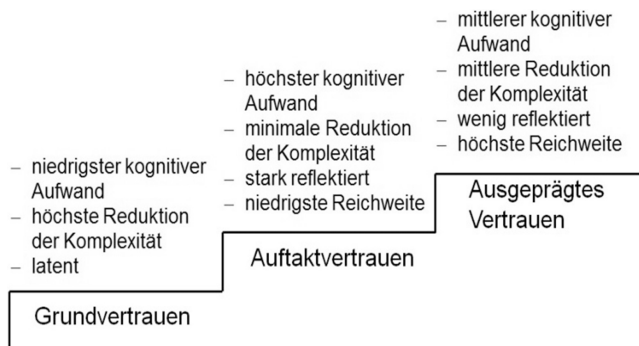 – niedrigster kognitiver
Aufwand
– höchste Reduktion
der Komplexität
– latent
Grundvertrauen
– höchster kognitiver
Aufwand
– minimale Reduktion
der Komplexität
– stark reflektiert
– niedrigste Reichweite
Auftaktvertrauen
– mittlerer kognitiver
Aufwand
– mittlere Reduktion
der Komplexität
– wenig reflektiert
– höchste Reichweite
Ausgeprägtes
Vertrauen